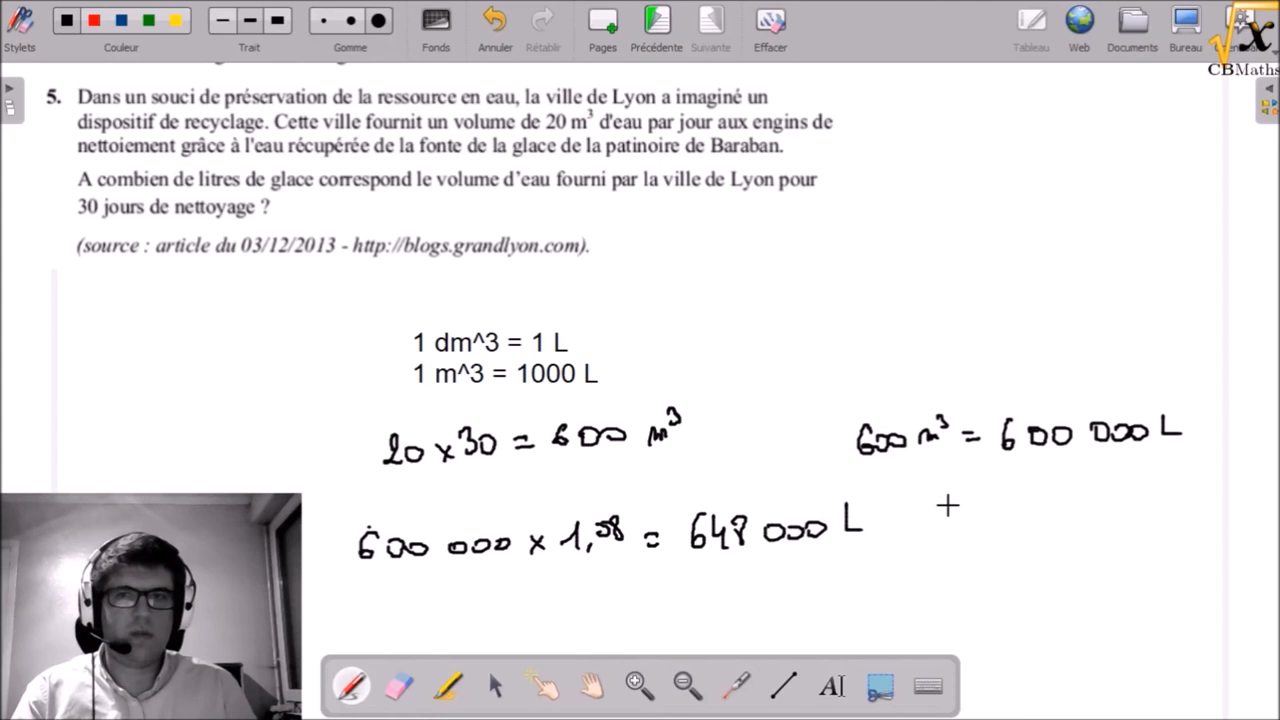 Stylets
Couleur
Trait
Gomme
Fonds
Annuler
Rétablir
Pages
Précédente
Suivante
Effacer
Tableau
Web
Documents
Bureau
x
CBMaths
5. Dans un souci de préservation de la ressource en eau, la ville de Lyon a imaginé un
dispositif de recyclage. Cette ville fournit un volume de 20 m³ d'eau par jour aux engins de
nettoiement grâce à l'eau récupérée de la fonte de la glace de la patinoire de Baraban.
A combien de litres de glace correspond le volume d'eau fourni par la ville de Lyon pour
30 jours de nettoyage ?
(source : article du 03/12/2013 - http://blogs.grandlyon.com).
1 dm^3 = 1 L
1 m^3 = 1000 L
20 x 30 = 600 m³
600 m³ = 600 000 L
600 000 x 1,08 = 648 000 L
AI